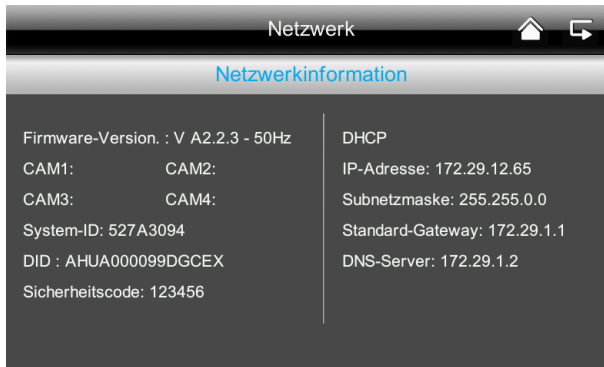 Netzwerk
Netzwerkinformation
Firmware-Version. : V A2.2.3 - 50Hz
CAM1: CAM2:
CAM3: CAM4:
System-ID: 527A3094
DID : AHUA000099DGCEX
Sicherheitscode: 123456
DHCP
IP-Adresse: 172.29.12.65
Subnetzmaske: 255.255.0.0
Standard-Gateway: 172.29.1.1
DNS-Server: 172.29.1.2